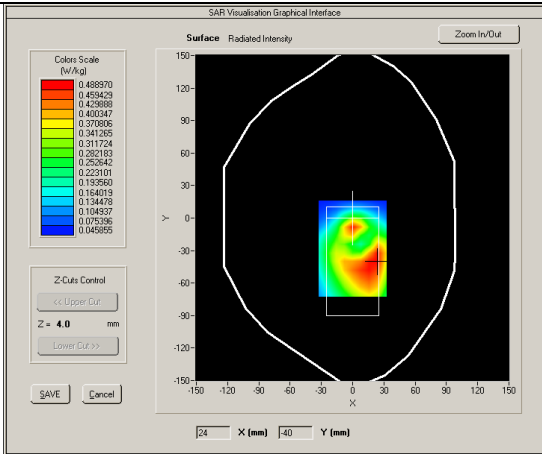 SAR Visualisation Graphical Interface
Surface Radiated Intensity
Zoom In/Out
Colors Scale
(W/kg)
0.488970
0.459429
0.429888
0.400347
0.370806
0.341265
0.311724
0.282183
0.252642
0.223101
0.193560
0.164019
0.134478
0.104937
0.075396
0.045855
Z-Cuts Control
<< Upper Cut
Z = 4.0 mm
Lower Cut >>
SAVE Cancel
150
120
90
60
30
0
-30
-60
-90
-120
-150
Y
-150 -120 -90 -60 -30 0 30 60 90 120 150
X
24 X (mm) -40 Y (mm)